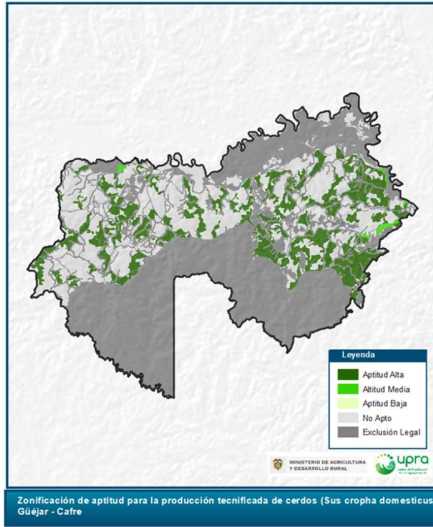 Leyenda
Aptitud Alta
Altitud Media
Aptitud Baja
No Apto
Exclusión Legal
MINISTERIO DE AGRICULTURA
Y DESARROLLO RURAL
upra
Zonificación de aptitud para la producción tecnificada de cerdos (Sus cropha domesticus
Güéjar - Cafre